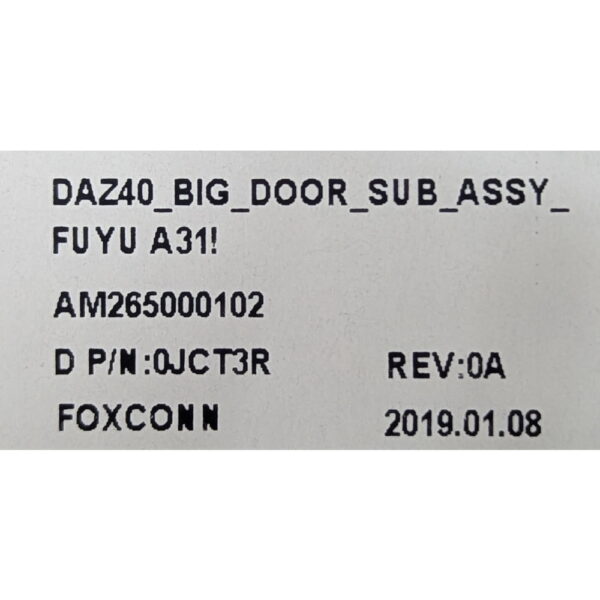 DAZ40_BIG_DOOR_SUB_ASSY_
FUYU A31!
AM265000102
D P/N:0JCT3R REV:0A
FOXCONN 2019.01.08